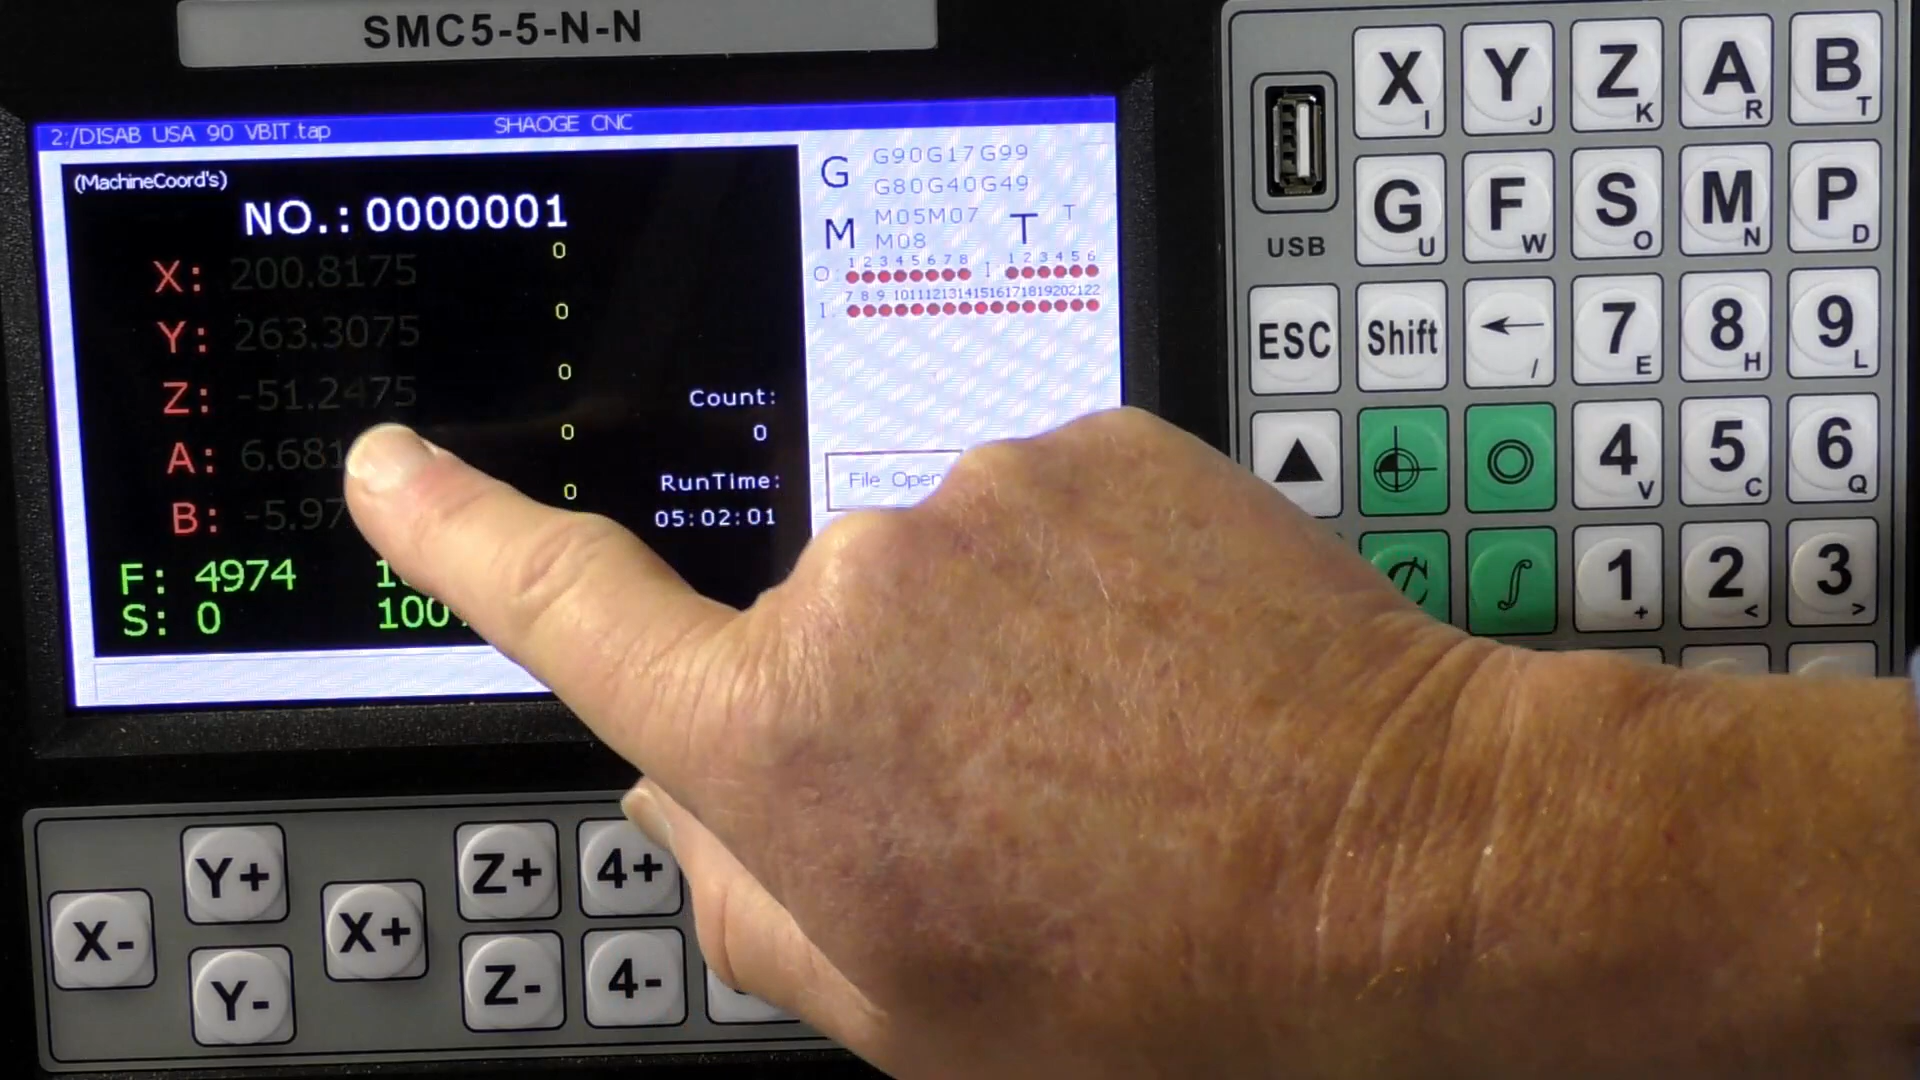 SMC5-5-N-N
2:/DISAB USA 90 VBIT.tap SHAOGE CNC
(MachineCoord's)
NO.: 0000001
X: 200.8175 0
Y: 263.3075 0
Z: -51.2475 0
A: 6.681 0
B: -5.97 0
F: 4974
S: 0 100
Count:
0
RunTime:
05:02:01
G G90G17G99
G80G40G49
M M05M07 T T
M08
1 2 3 4 5 6 7 8 1 2 3 4 5 6
O: I:
7 8 9 10 11 12 13 14 15 16 17 18 19 20 21 22
I:
File Open
USB
X I Y J Z K A R B T
G U F W S O M N P D
ESC Shift ← / 7 E 8 H 9 L
4 V 5 C 6 Q
1 + 2 < 3 >
X- Y+ X+ Z+ 4+
Y- Z- 4-